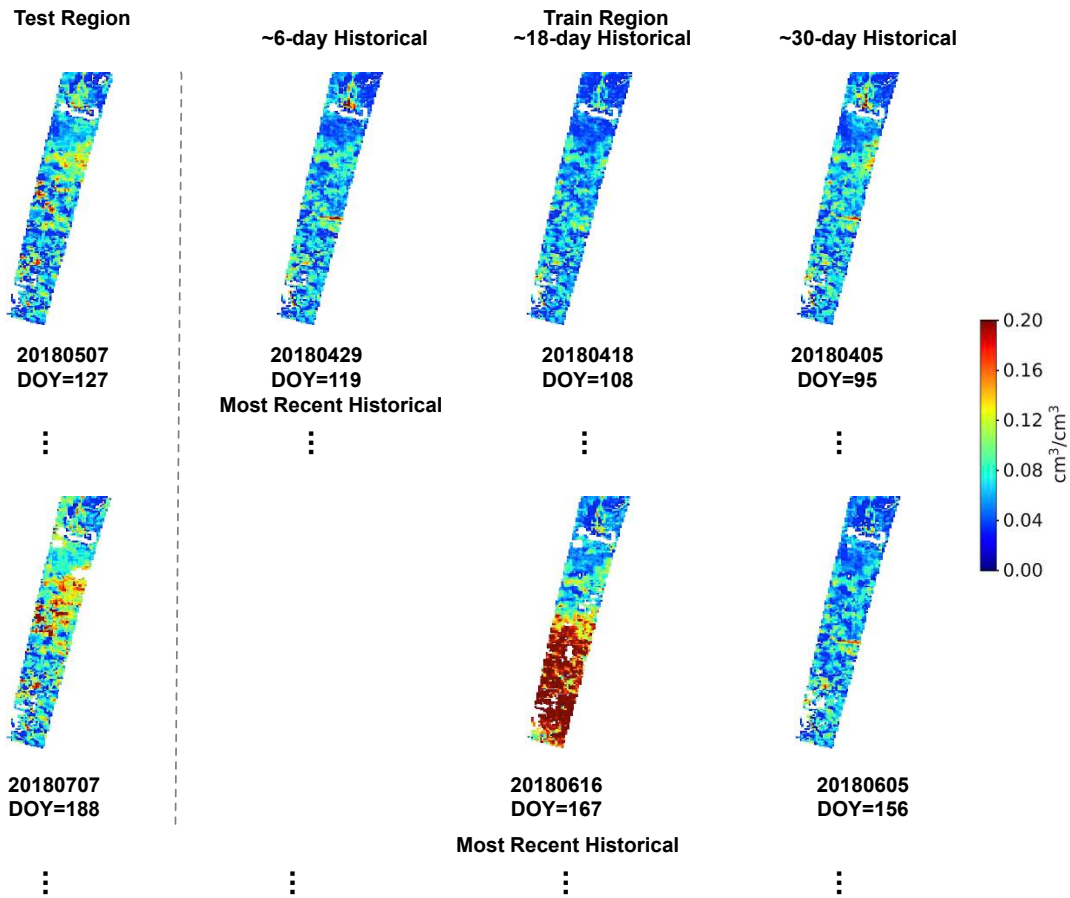 Test Region
Train Region
~6-day Historical
~18-day Historical
~30-day Historical
20180507
DOY=127
20180429
DOY=119
Most Recent Historical
20180418
DOY=108
20180405
DOY=95
⋮ ⋮ ⋮ ⋮
0.20
0.16
0.12
0.08
0.04
0.00
cm³/cm³
20180707
DOY=188
20180616
DOY=167
Most Recent Historical
20180605
DOY=156
⋮ ⋮ ⋮ ⋮